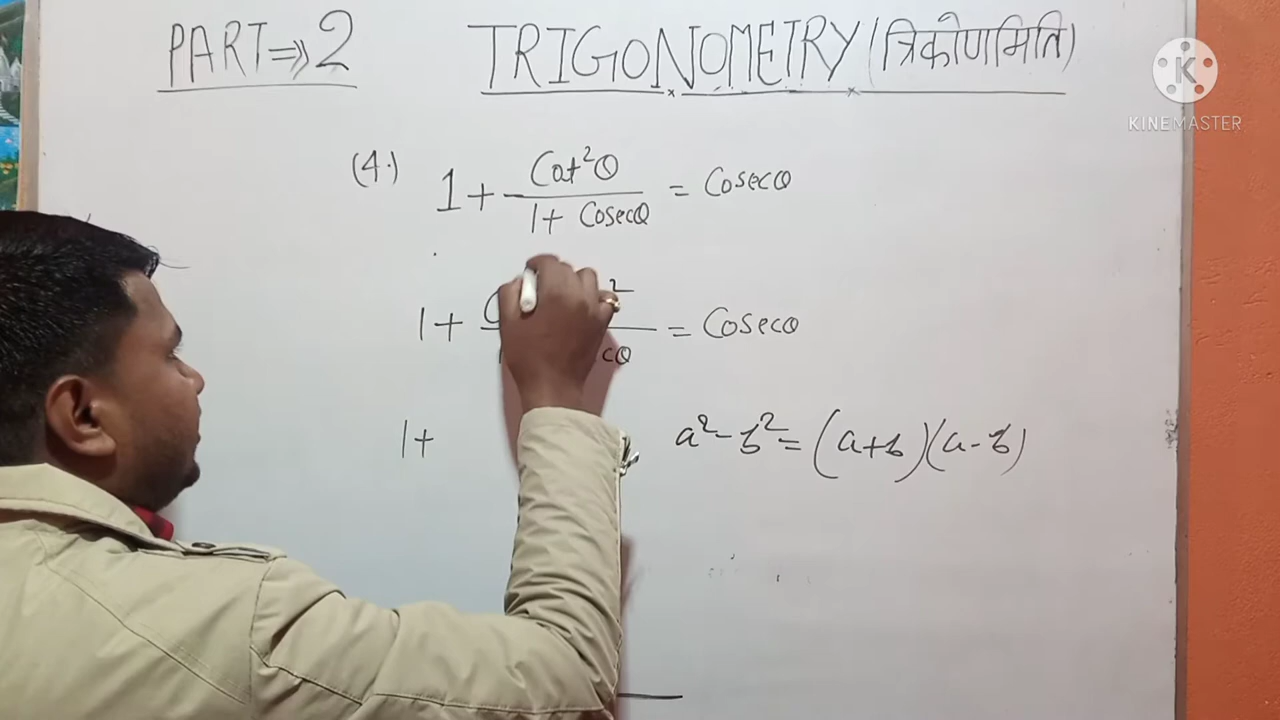 PART ⇒ 2 TRIGONOMETRY (त्रिकोणमिति)
KINEMASTER
(4.) 1 + Cot²θ / 1 + Cosecθ = Cosecθ
1 + = Cosecθ
1 + a² - b² = (a+b)(a-b)